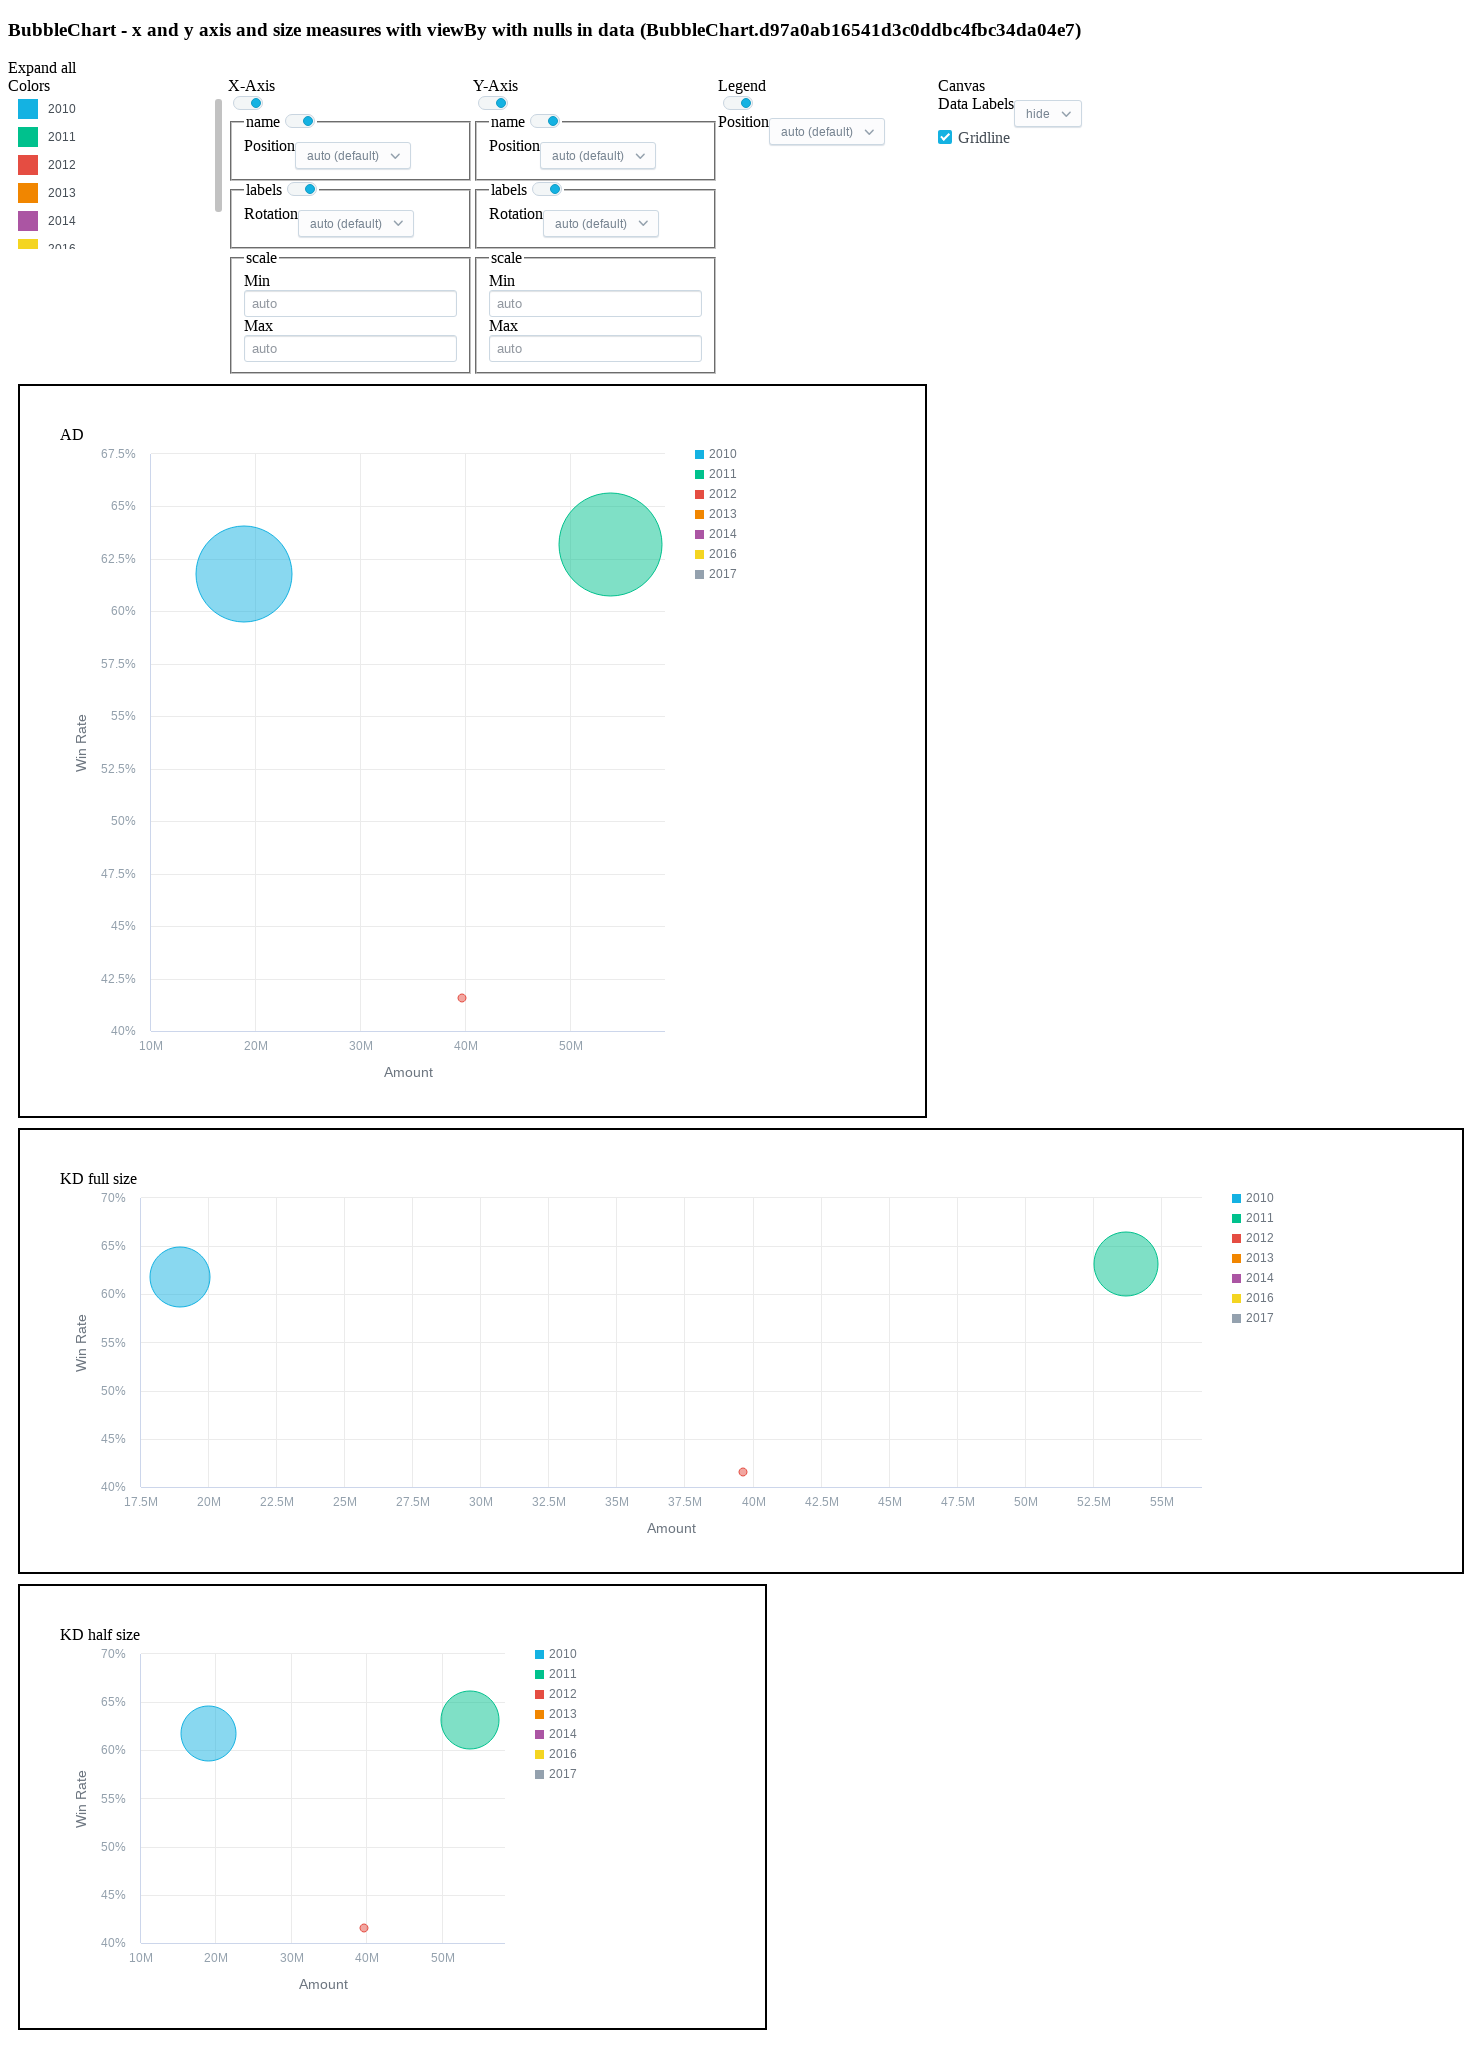 BubbleChart - x and y axis and size measures with viewBy with nulls in data (BubbleChart.d97a0ab16541d3c0ddbc4fbc34da04e7)
Expand all
Colors
2010
2011
2012
2013
2014
2016
X-Axis
name
Position auto (default)
labels
Rotation auto (default)
scale
Min
auto
Max
auto
Y-Axis
name
Position auto (default)
labels
Rotation auto (default)
scale
Min
auto
Max
auto
Legend
Position auto (default)
Canvas
Data Labels hide
Gridline
AD
67.5%
65%
62.5%
60%
57.5%
55%
52.5%
50%
47.5%
45%
42.5%
40%
Win Rate
10M 20M 30M 40M 50M
Amount
2010
2011
2012
2013
2014
2016
2017
KD full size
70%
65%
60%
55%
50%
45%
40%
Win Rate
17.5M 20M 22.5M 25M 27.5M 30M 32.5M 35M 37.5M 40M 42.5M 45M 47.5M 50M 52.5M 55M
Amount
2010
2011
2012
2013
2014
2016
2017
KD half size
70%
65%
60%
55%
50%
45%
40%
Win Rate
10M 20M 30M 40M 50M
Amount
2010
2011
2012
2013
2014
2016
2017